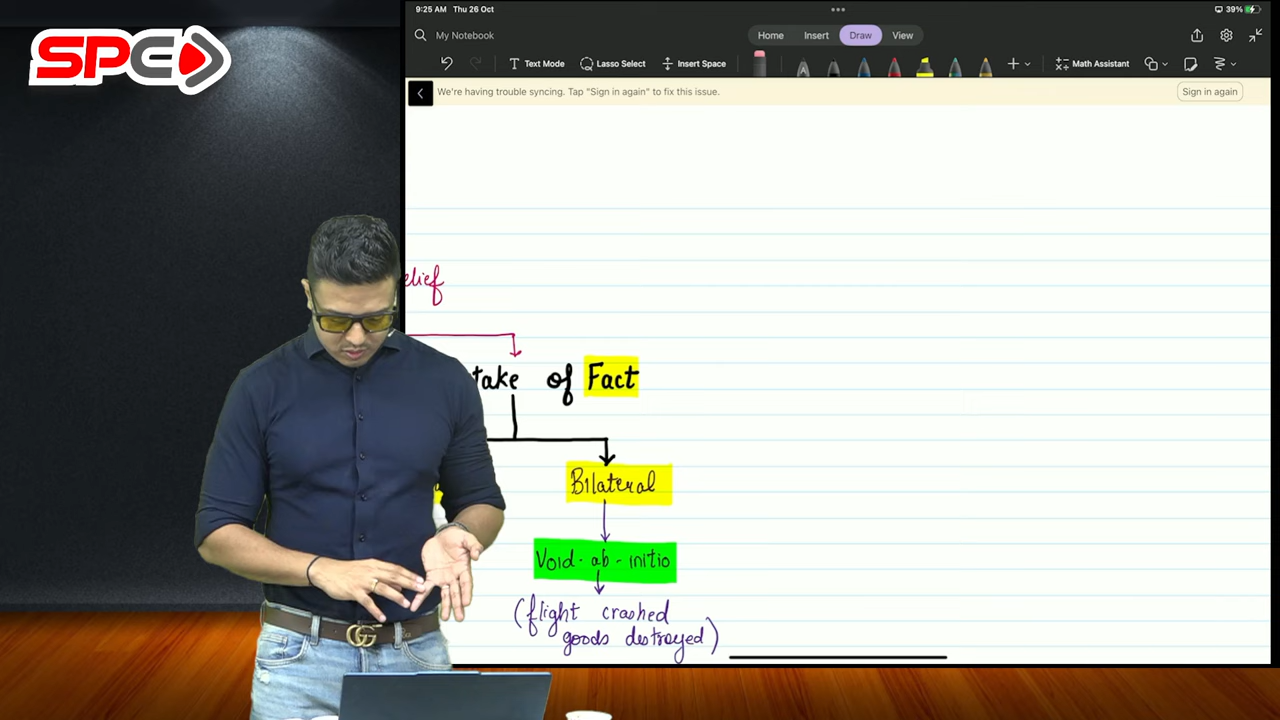 SPE
9:25 AM Thu 26 Oct
39%
My Notebook
Home Insert Draw View
Text Mode Lasso Select Insert Space Math Assistant
We're having trouble syncing. Tap "Sign in again" to fix this issue. Sign in again
elief
take of Fact
Bilateral
Void-ab-initio
(flight crashed
goods destroyed)